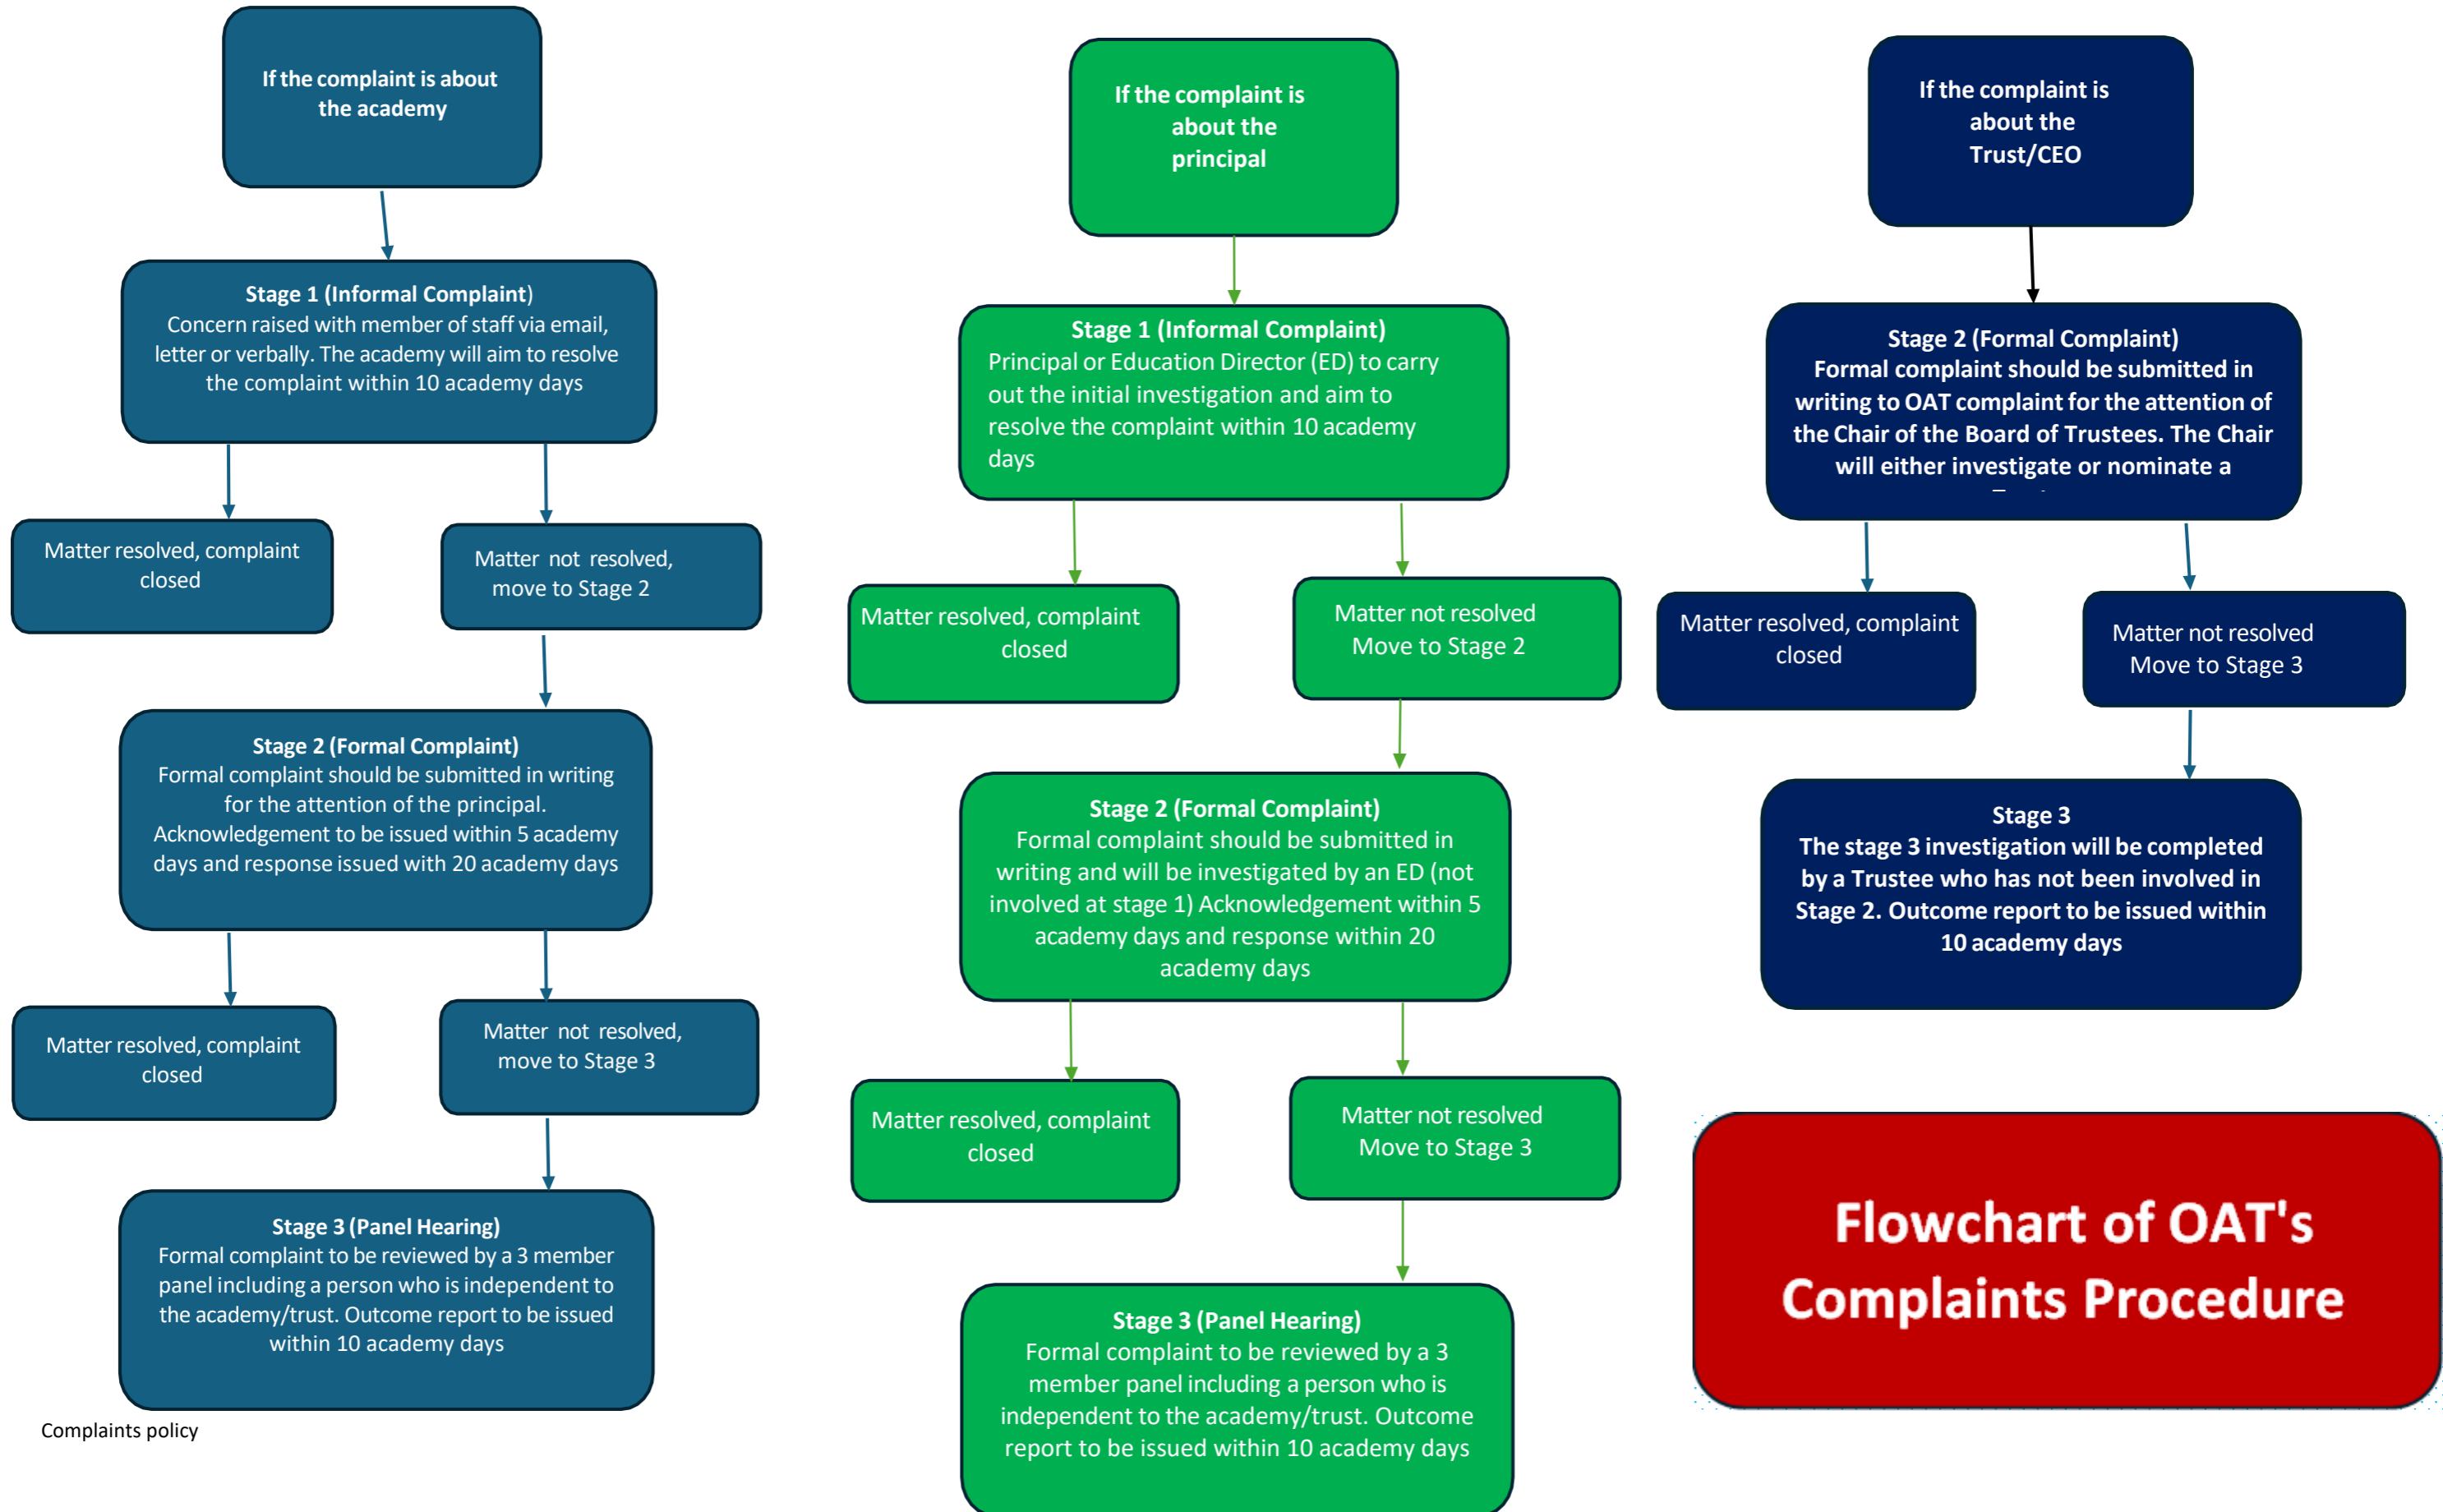 If the complaint is about
the academy
Stage 1 (Informal Complaint)
Concern raised with member of staff via email,
letter or verbally. The academy will aim to resolve
the complaint within 10 academy days
Matter resolved, complaint
closed
Matter not resolved,
move to Stage 2
Stage 2 (Formal Complaint)
Formal complaint should be submitted in writing
for the attention of the principal.
Acknowledgement to be issued within 5 academy
days and response issued with 20 academy days
Matter resolved, complaint
closed
Matter not resolved,
move to Stage 3
Stage 3 (Panel Hearing)
Formal complaint to be reviewed by a 3 member
panel including a person who is independent to
the academy/trust. Outcome report to be issued
within 10 academy days
Complaints policy
If the complaint is
about the
principal
Stage 1 (Informal Complaint)
Principal or Education Director (ED) to carry
out the initial investigation and aim to
resolve the complaint within 10 academy
days
Matter resolved, complaint
closed
Matter not resolved
Move to Stage 2
Stage 2 (Formal Complaint)
Formal complaint should be submitted in
writing and will be investigated by an ED (not
involved at stage 1) Acknowledgement within 5
academy days and response within 20
academy days
Matter resolved, complaint
closed
Matter not resolved
Move to Stage 3
Stage 3 (Panel Hearing)
Formal complaint to be reviewed by a 3
member panel including a person who is
independent to the academy/trust. Outcome
report to be issued within 10 academy days
If the complaint is
about the
Trust/CEO
Stage 2 (Formal Complaint)
Formal complaint should be submitted in
writing to OAT complaint for the attention of
the Chair of the Board of Trustees. The Chair
will either investigate or nominate a
Matter resolved, complaint
closed
Matter not resolved
Move to Stage 3
Stage 3
The stage 3 investigation will be completed
by a Trustee who has not been involved in
Stage 2. Outcome report to be issued within
10 academy days
Flowchart of OAT's
Complaints Procedure